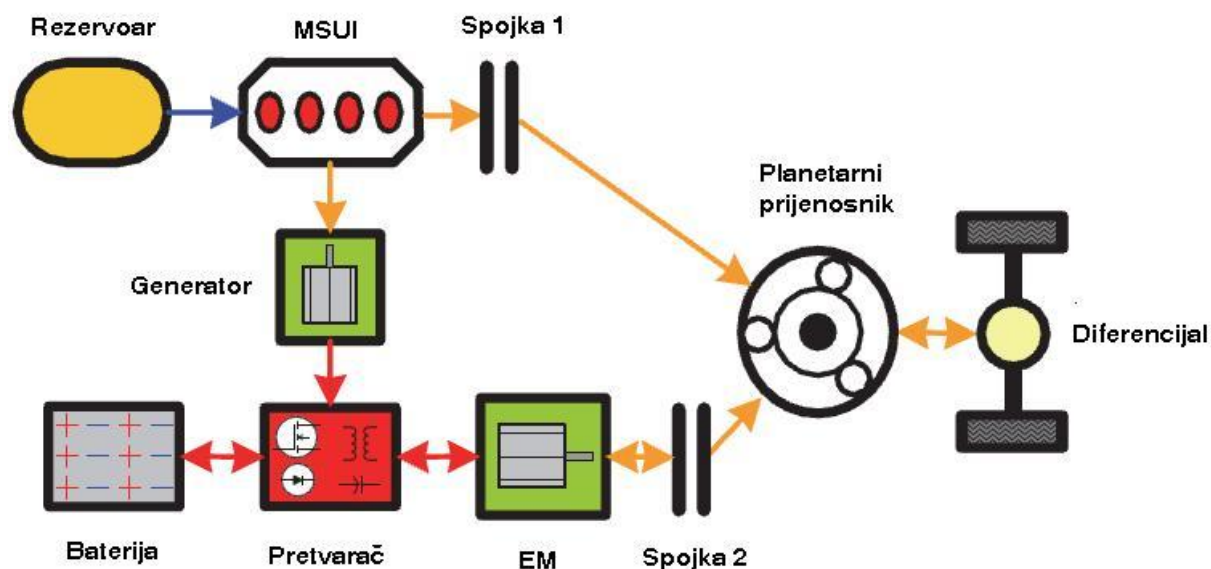 Rezervoar
MSUI
Spojka 1
Planetarni
prijenosnik
Generator
Diferencijal
Baterija
Pretvarač
EM
Spojka 2